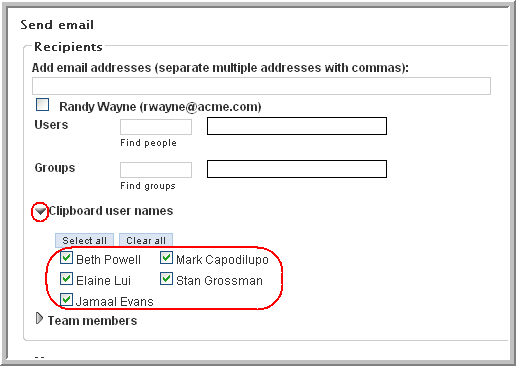 Send email
Recipients
Add email addresses (separate multiple addresses with commas):
Randy Wayne (rwayne@acme.com)
Users
Find people
Groups
Find groups
Clipboard user names
Select all Clear all
Beth Powell Mark Capodilupo
Elaine Lui Stan Grossman
Jamaal Evans
Team members